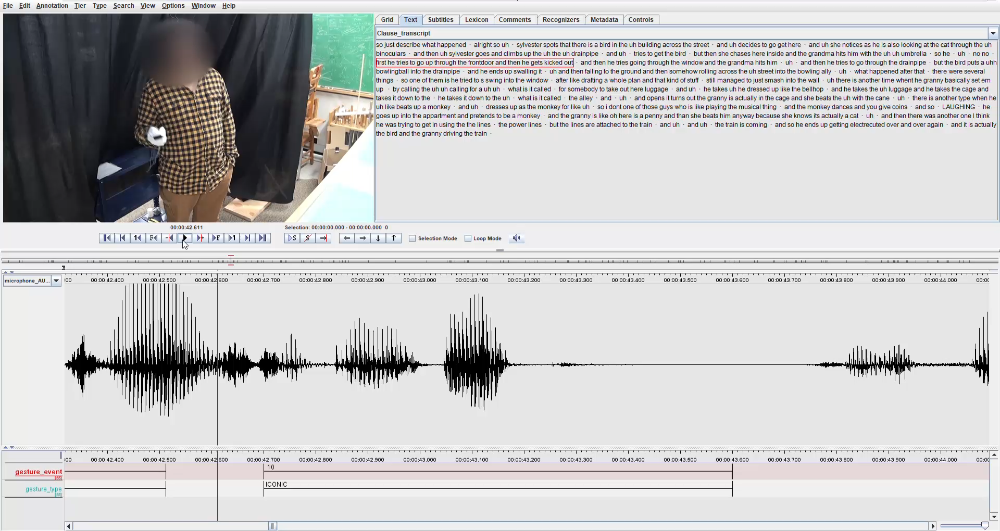 File Edit Annotation Tier Type Search View Options Window Help
Grid Text Subtitles Lexicon Comments Recognizers Metadata Controls
Clause_transcript
so just describe what happened · alright so uh · sylvester spots that there is a bird in the uh building across the street · and uh decides to go get here · and uh she notices as he is also looking at the cat through the uh
binoculars · and then uh sylvester goes and climbs up the uh the uh drainpipe · and uh · tries to get the bird · but then she chases here inside and the grandma hits him with the uh uh umbrella · so he · uh · no no ·
first he tries to go up through the frontdoor and then he gets kicked out · and then he tries going through the window and the grandma hits him · uh · and then he tries to go through the drainpipe · but the bird puts a uhh
bowlingball into the drainpipe · and he ends up swalling it · uh and then falling to the ground and then somehow rolling across the uh street into the bowling ally · uh · what happened after that · there were several
things · so one of them is he tried to s swing into the window · after like drafting a whole plan and that kind of stuff · still managed to just smash into the wall · uh there is another time whent he granny basically set em
up · by calling the uh uh calling for a uh uh · what is it called · for somebody to take out here luggage · and uh · he takes uh he dressed up like the bellhop · and he takes the uh luggage and he takes the cage and
takes it down to the · he takes it down to the uh · what is it called · the alley · and · uh · and opens it turns out the granny is actually in the cage and she beats the uh with the cane · uh · there is another type when he
uh like beats up a monkey · and uh · dresses up as the monkey for like uh · so i dont one of those guys who is like playing the musical thing · and the monkey dances and you give coins · and so · LAUGHING · he
goes up into the appartment and pretends to be a monkey · and the granny is like oh here is a penny and than she beats him anyway because she knows its actually a cat · uh · and then there was another one I think
he was trying to get in using the the lines · the power lines · but the lines are attached to the train · and uh · and uh · the train is coming · and so he ends up getting electrecuted over and over again · and it is actually
the bird and the granny driving the train ·
00:00:42.611 Selection: 00:00:00.000 - 00:00:00.000 0
1 F F 1 S S Selection Mode Loop Mode
microphone_AU...
00:00:42.400 00:00:42.500 00:00:42.600 00:00:42.700 00:00:42.800 00:00:42.900 00:00:43.000 00:00:43.100 00:00:43.200 00:00:43.300 00:00:43.400 00:00:43.500 00:00:43.600 00:00:43.700 00:00:43.800 00:00:43.900 00:00:44.000 00:00
00:00:42.400 00:00:42.500 00:00:42.600 00:00:42.700 00:00:42.800 00:00:42.900 00:00:43.000 00:00:43.100 00:00:43.200 00:00:43.300 00:00:43.400 00:00:43.500 00:00:43.600 00:00:43.700 00:00:43.800 00:00:43.900 00:00:44.000 00:00
gesture_event 10
[55]
gesture_type ICONIC
[55]